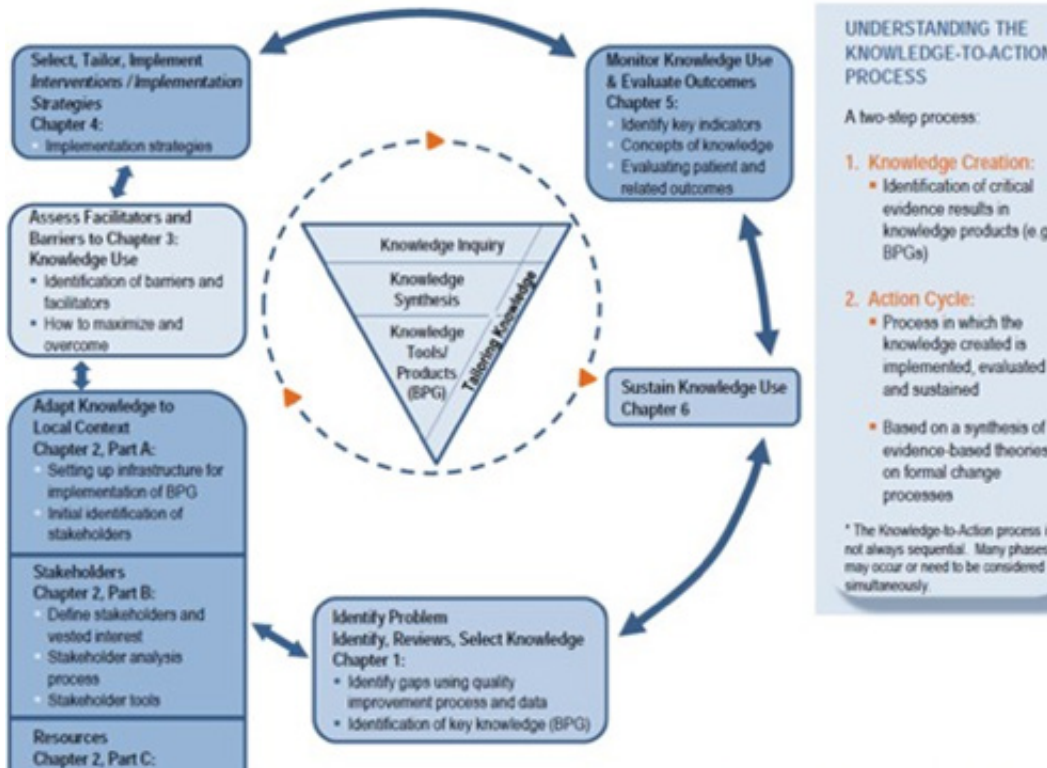 Select, Tailor, Implement
Interventions / Implementation
Strategies
Chapter 4:
Implementation strategies
Monitor Knowledge Use
& Evaluate Outcomes
Chapter 5:
Identify key indicators
Concepts of knowledge
Evaluating patient and
related outcomes
Assess Facilitators and
Barriers to Chapter 3:
Knowledge Use
Identification of barriers and
facilitators
How to maximize and
overcome
Knowledge Inquiry
Knowledge
Synthesis
Knowledge
Tools/
Products
(BPG)
Tailoring Knowledge
Sustain Knowledge Use
Chapter 6
Adapt Knowledge to
Local Context
Chapter 2, Part A:
Setting up infrastructure for
implementation of BPG
Initial identification of
stakeholders
Stakeholders
Chapter 2, Part B:
Define stakeholders and
vested interest
Stakeholder analysis
process
Stakeholder tools
Resources
Chapter 2, Part C:
Identify Problem
Identify, Reviews, Select Knowledge
Chapter 1:
Identify gaps using quality
improvement process and data
Identification of key knowledge (BPG)
UNDERSTANDING THE
KNOWLEDGE-TO-ACTION
PROCESS
A two-step process:
1. Knowledge Creation:
Identification of critical
evidence results in
knowledge products (e.g
BPGs)
2. Action Cycle:
Process in which the
knowledge created is
implemented, evaluated
and sustained
Based on a synthesis of
evidence-based theories
on formal change
processes
* The Knowledge-to-Action process i
not always sequential. Many phases
may occur or need to be considered
simultaneously.